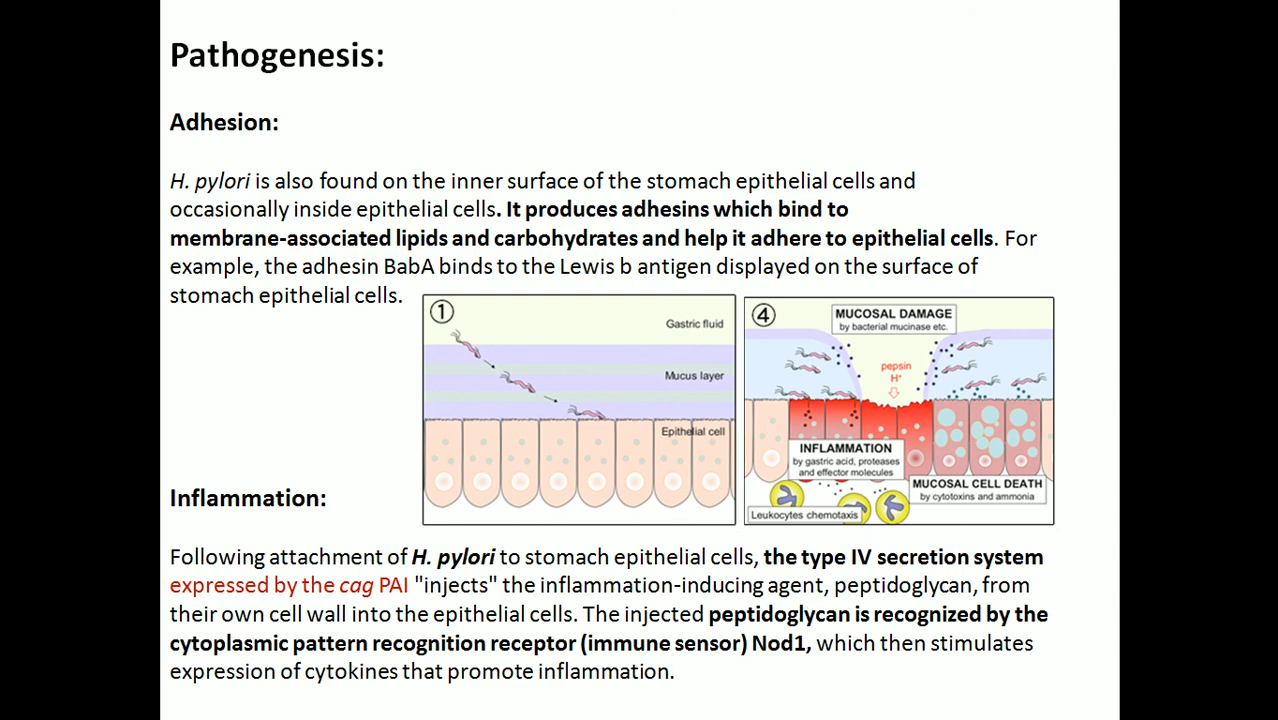 Pathogenesis:
Adhesion:
H. pylori is also found on the inner surface of the stomach epithelial cells and
occasionally inside epithelial cells. It produces adhesins which bind to
membrane-associated lipids and carbohydrates and help it adhere to epithelial cells. For
example, the adhesin BabA binds to the Lewis b antigen displayed on the surface of
stomach epithelial cells.
1
Gastric fluid
Mucus layer
Epithelial cell
4
MUCOSAL DAMAGE
by bacterial mucinase etc.
pepsin
H+
INFLAMMATION
by gastric acid, proteases
and effector molecules
MUCOSAL CELL DEATH
by cytotoxins and ammonia
Leukocytes chemotaxis
Inflammation:
Following attachment of H. pylori to stomach epithelial cells, the type IV secretion system
expressed by the cag PAI "injects" the inflammation-inducing agent, peptidoglycan, from
their own cell wall into the epithelial cells. The injected peptidoglycan is recognized by the
cytoplasmic pattern recognition receptor (immune sensor) Nod1, which then stimulates
expression of cytokines that promote inflammation.